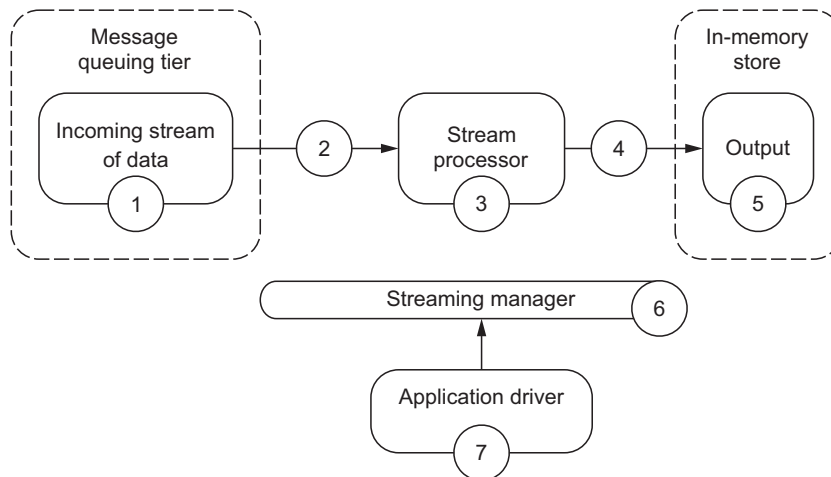 Message
queuing tier
Incoming stream
of data
1
2
Stream
processor
3
4
In-memory
store
Output
5
Streaming manager
6
Application driver
7